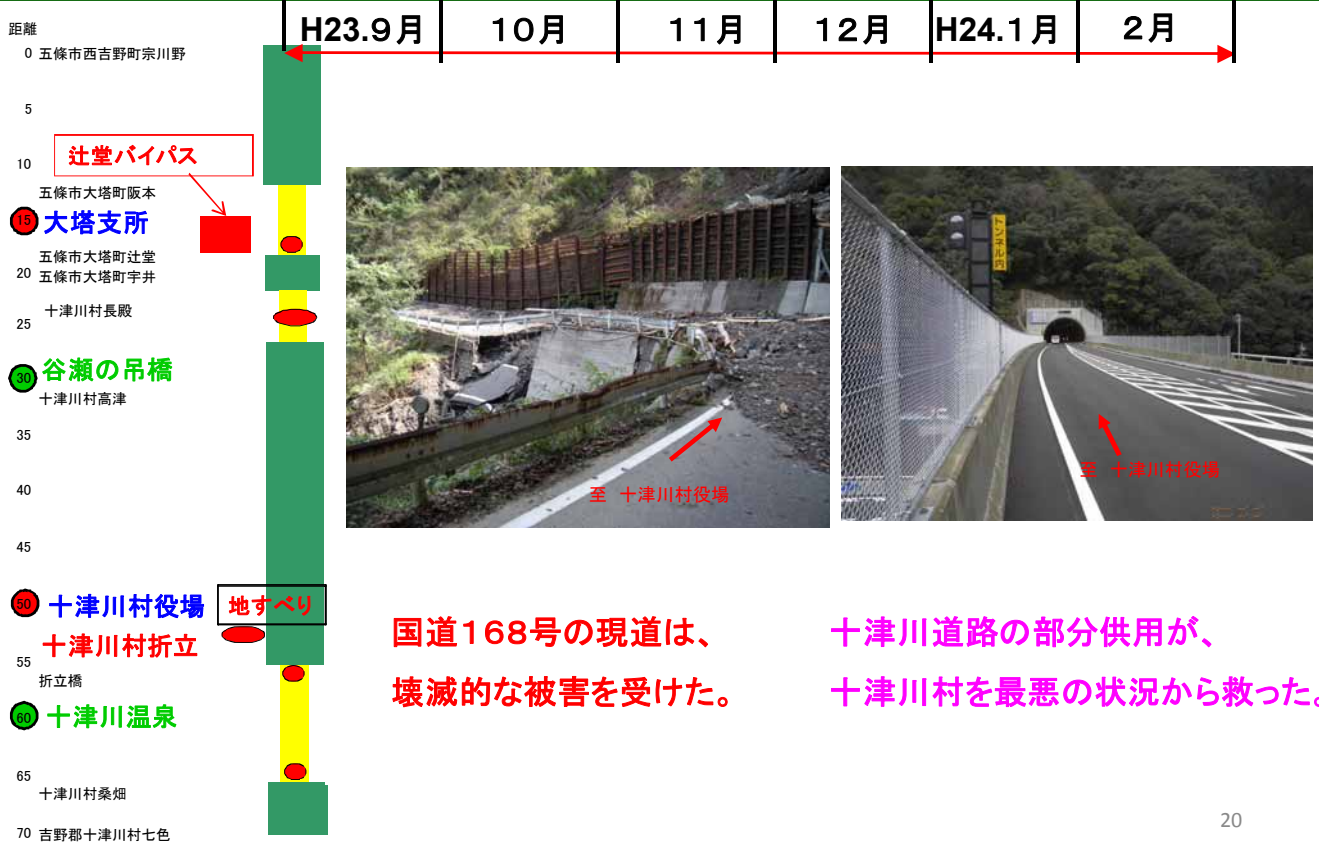 距離
H23.9月
10月
11月
12月
H24.1月
2月
0 五條市西吉野町宗川野
5
辻堂バイパス
10
五條市大塔町阪本
15 大塔支所
五條市大塔町辻堂
20 五條市大塔町宇井
十津川村長殿
25
30 谷瀬の吊橋
十津川村高津
35
40
45
50 十津川村役場
地すべり
十津川村折立
55
折立橋
60 十津川温泉
65
十津川村桑畑
70 吉野郡十津川村七色
至 十津川村役場
トンネル内
至 十津川村役場
国道168号の現道は、
壊滅的な被害を受けた。
十津川道路の部分供用が、
十津川村を最悪の状況から救った。
20